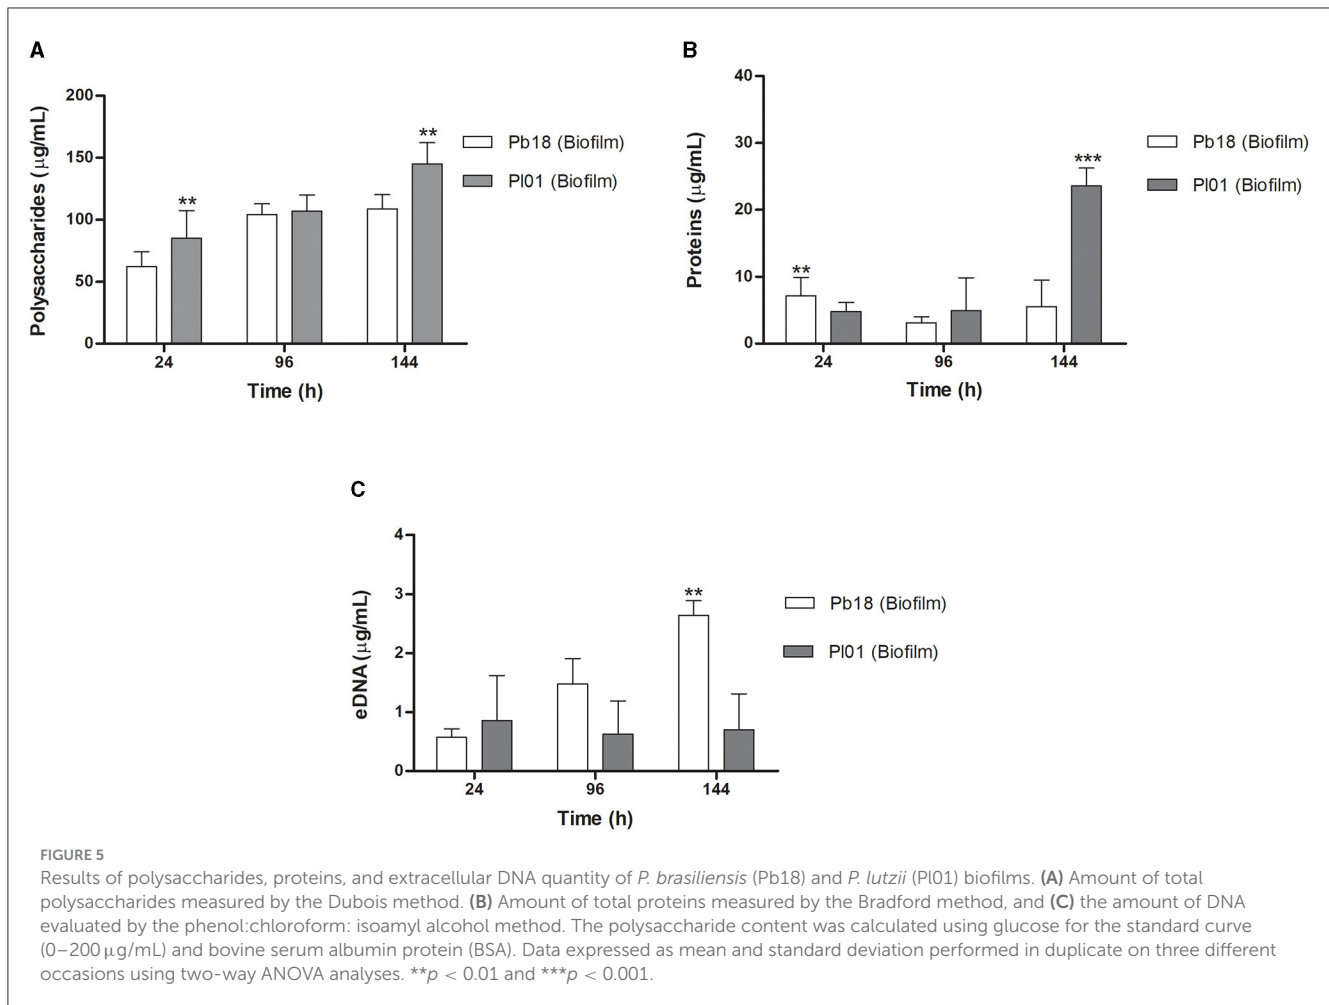 A
Polysaccharides (µg/mL)
200
150
100
50
0
**
**
24
96
144
Time (h)
Pb18 (Biofilm)
Pl01 (Biofilm)
B
Proteins (µg/mL)
40
30
20
10
0
**
***
24
96
144
Time (h)
Pb18 (Biofilm)
Pl01 (Biofilm)
C
eDNA (µg/mL)
4
3
2
1
0
**
24
96
144
Time (h)
Pb18 (Biofilm)
Pl01 (Biofilm)
FIGURE 5
Results of polysaccharides, proteins, and extracellular DNA quantity of P. brasiliensis (Pb18) and P. lutzii (Pl01) biofilms. (A) Amount of total
polysaccharides measured by the Dubois method. (B) Amount of total proteins measured by the Bradford method, and (C) the amount of DNA
evaluated by the phenol:chloroform: isoamyl alcohol method. The polysaccharide content was calculated using glucose for the standard curve
(0–200 µg/mL) and bovine serum albumin protein (BSA). Data expressed as mean and standard deviation performed in duplicate on three different
occasions using two-way ANOVA analyses. **p < 0.01 and ***p < 0.001.